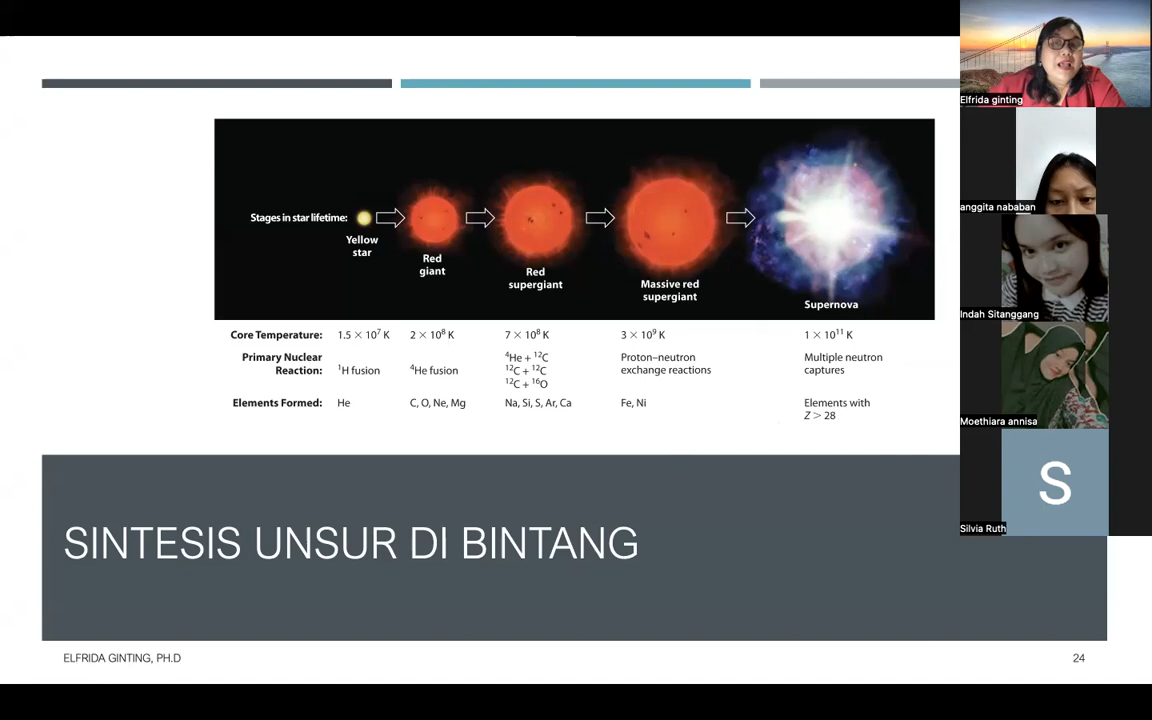 Stages in star lifetime:
Yellow
star
Red
giant
Red
supergiant
Massive red
supergiant
Supernova
Core Temperature: 1.5 × 10⁷ K 2 × 10⁸ K 7 × 10⁸ K 3 × 10⁹ K 1 × 10¹¹ K
Primary Nuclear
Reaction:
¹H fusion
⁴He fusion
⁴He + ¹²C
¹²C + ¹²C
¹²C + ¹⁶O
Proton–neutron
exchange reactions
Multiple neutron
captures
Elements Formed: He C, O, Ne, Mg Na, Si, S, Ar, Ca Fe, Ni Elements with
Z > 28
SINTESIS UNSUR DI BINTANG
ELFRIDA GINTING, PH.D
24
Elfrida ginting
anggita nababan
Indah Sitanggang
Moethiara annisa
S
Silvia Ruth